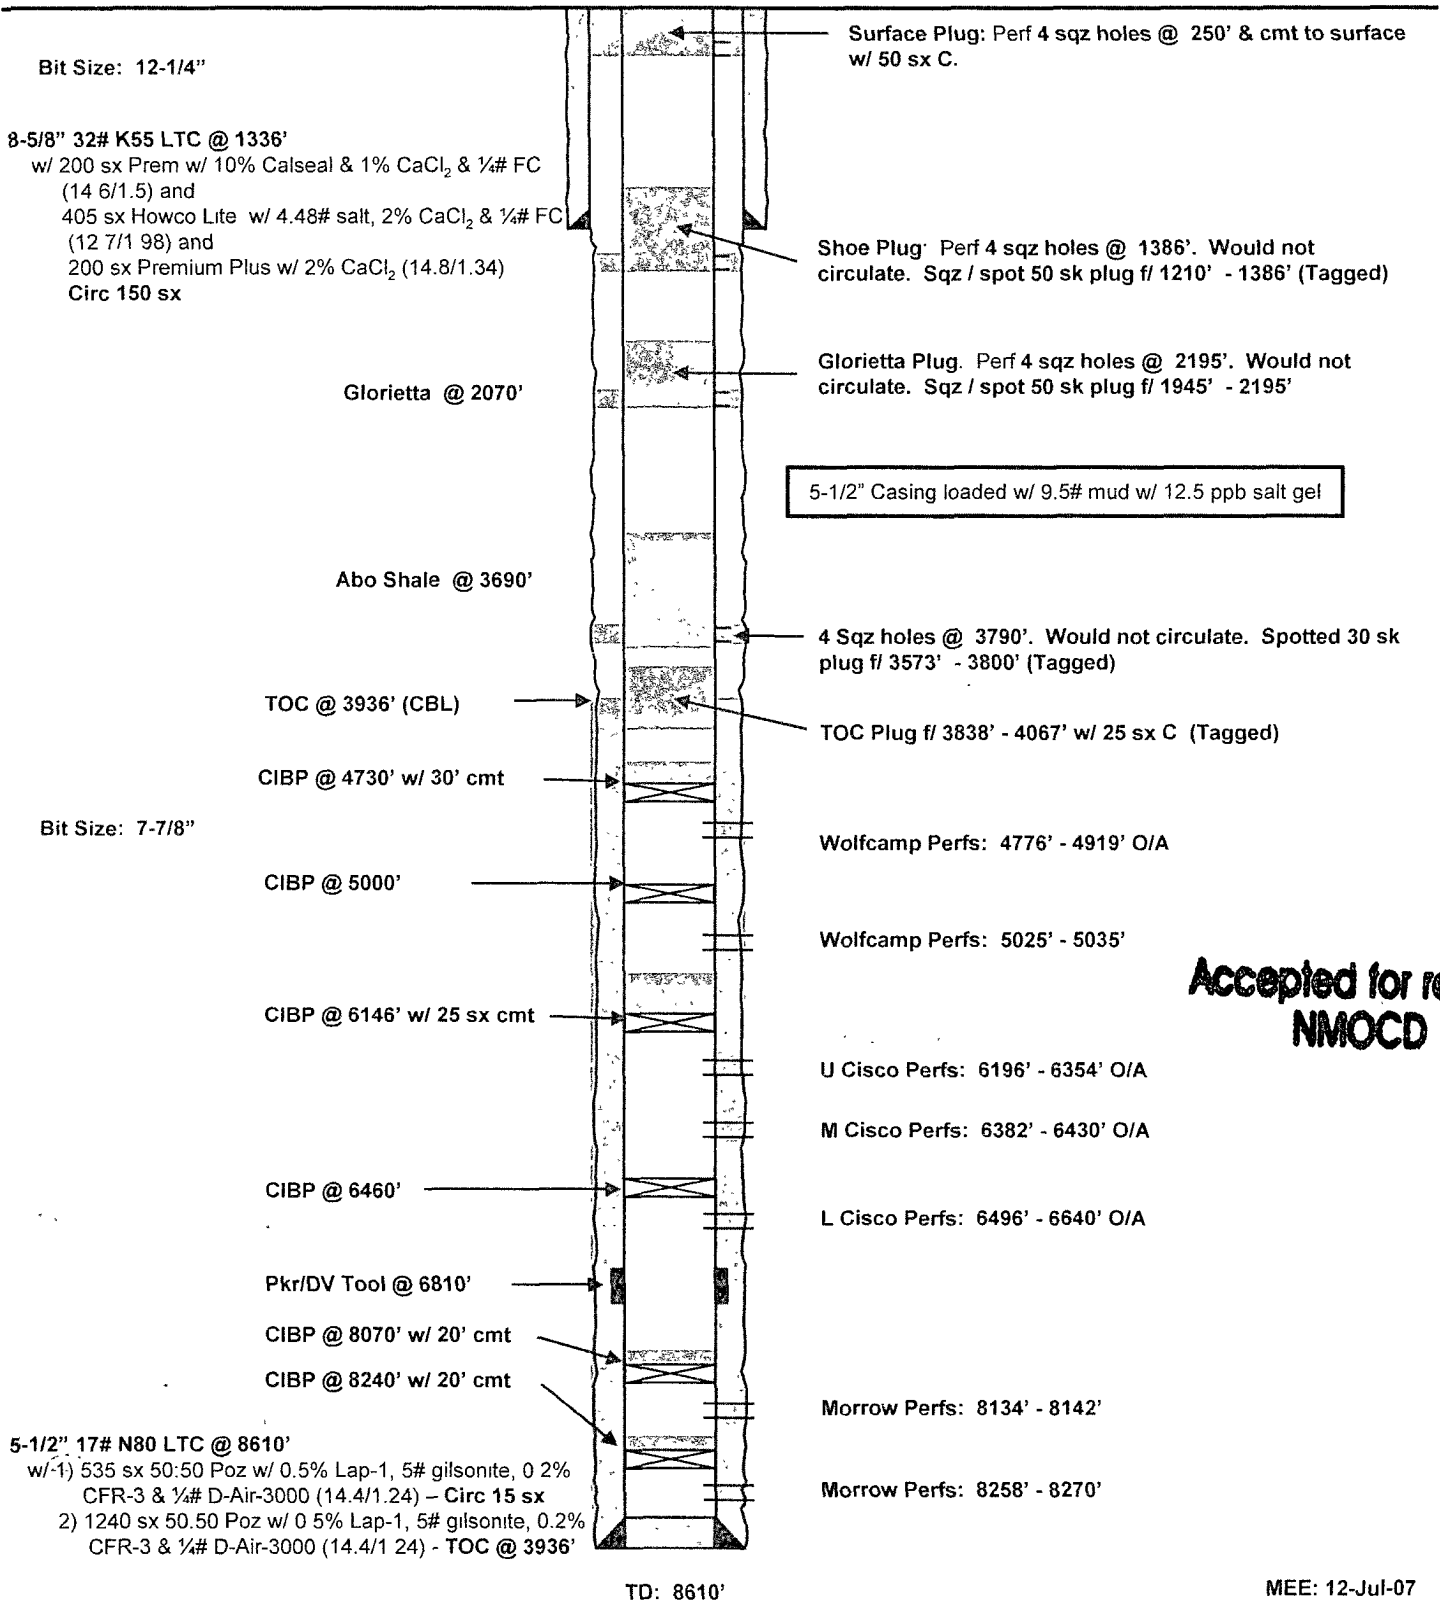 Surface Plug: Perf 4 sqz holes @ 250' & cmt to surface
w/ 50 sx C.
Bit Size: 12-1/4"
8-5/8" 32# K55 LTC @ 1336'
w/ 200 sx Prem w/ 10% Calseal & 1% CaCl₂ & ¼# FC
(14 6/1.5) and
405 sx Howco Lite w/ 4.48# salt, 2% CaCl₂ & ¼# FC
(12 7/1 98) and
200 sx Premium Plus w/ 2% CaCl₂ (14.8/1.34)
Circ 150 sx
Shoe Plug Perf 4 sqz holes @ 1386'. Would not
circulate. Sqz / spot 50 sk plug f/ 1210' - 1386' (Tagged)
Glorietta Plug. Perf 4 sqz holes @ 2195'. Would not
circulate. Sqz / spot 50 sk plug f/ 1945' - 2195'
Glorietta @ 2070'
5-1/2" Casing loaded w/ 9.5# mud w/ 12.5 ppb salt gel
Abo Shale @ 3690'
4 Sqz holes @ 3790'. Would not circulate. Spotted 30 sk
plug f/ 3573' - 3800' (Tagged)
TOC @ 3936' (CBL)
TOC Plug f/ 3838' - 4067' w/ 25 sx C (Tagged)
CIBP @ 4730' w/ 30' cmt
Bit Size: 7-7/8"
Wolfcamp Perfs: 4776' - 4919' O/A
CIBP @ 5000'
Wolfcamp Perfs: 5025' - 5035'
Accepted for re
NMOCD
CIBP @ 6146' w/ 25 sx cmt
U Cisco Perfs: 6196' - 6354' O/A
M Cisco Perfs: 6382' - 6430' O/A
CIBP @ 6460'
L Cisco Perfs: 6496' - 6640' O/A
Pkr/DV Tool @ 6810'
CIBP @ 8070' w/ 20' cmt
CIBP @ 8240' w/ 20' cmt
Morrow Perfs: 8134' - 8142'
5-1/2" 17# N80 LTC @ 8610'
w/ 1) 535 sx 50:50 Poz w/ 0.5% Lap-1, 5# gilsonite, 0 2%
CFR-3 & ¼# D-Air-3000 (14.4/1.24) – Circ 15 sx
2) 1240 sx 50.50 Poz w/ 0 5% Lap-1, 5# gilsonite, 0.2%
CFR-3 & ¼# D-Air-3000 (14.4/1 24) - TOC @ 3936'
Morrow Perfs: 8258' - 8270'
TD: 8610'
MEE: 12-Jul-07